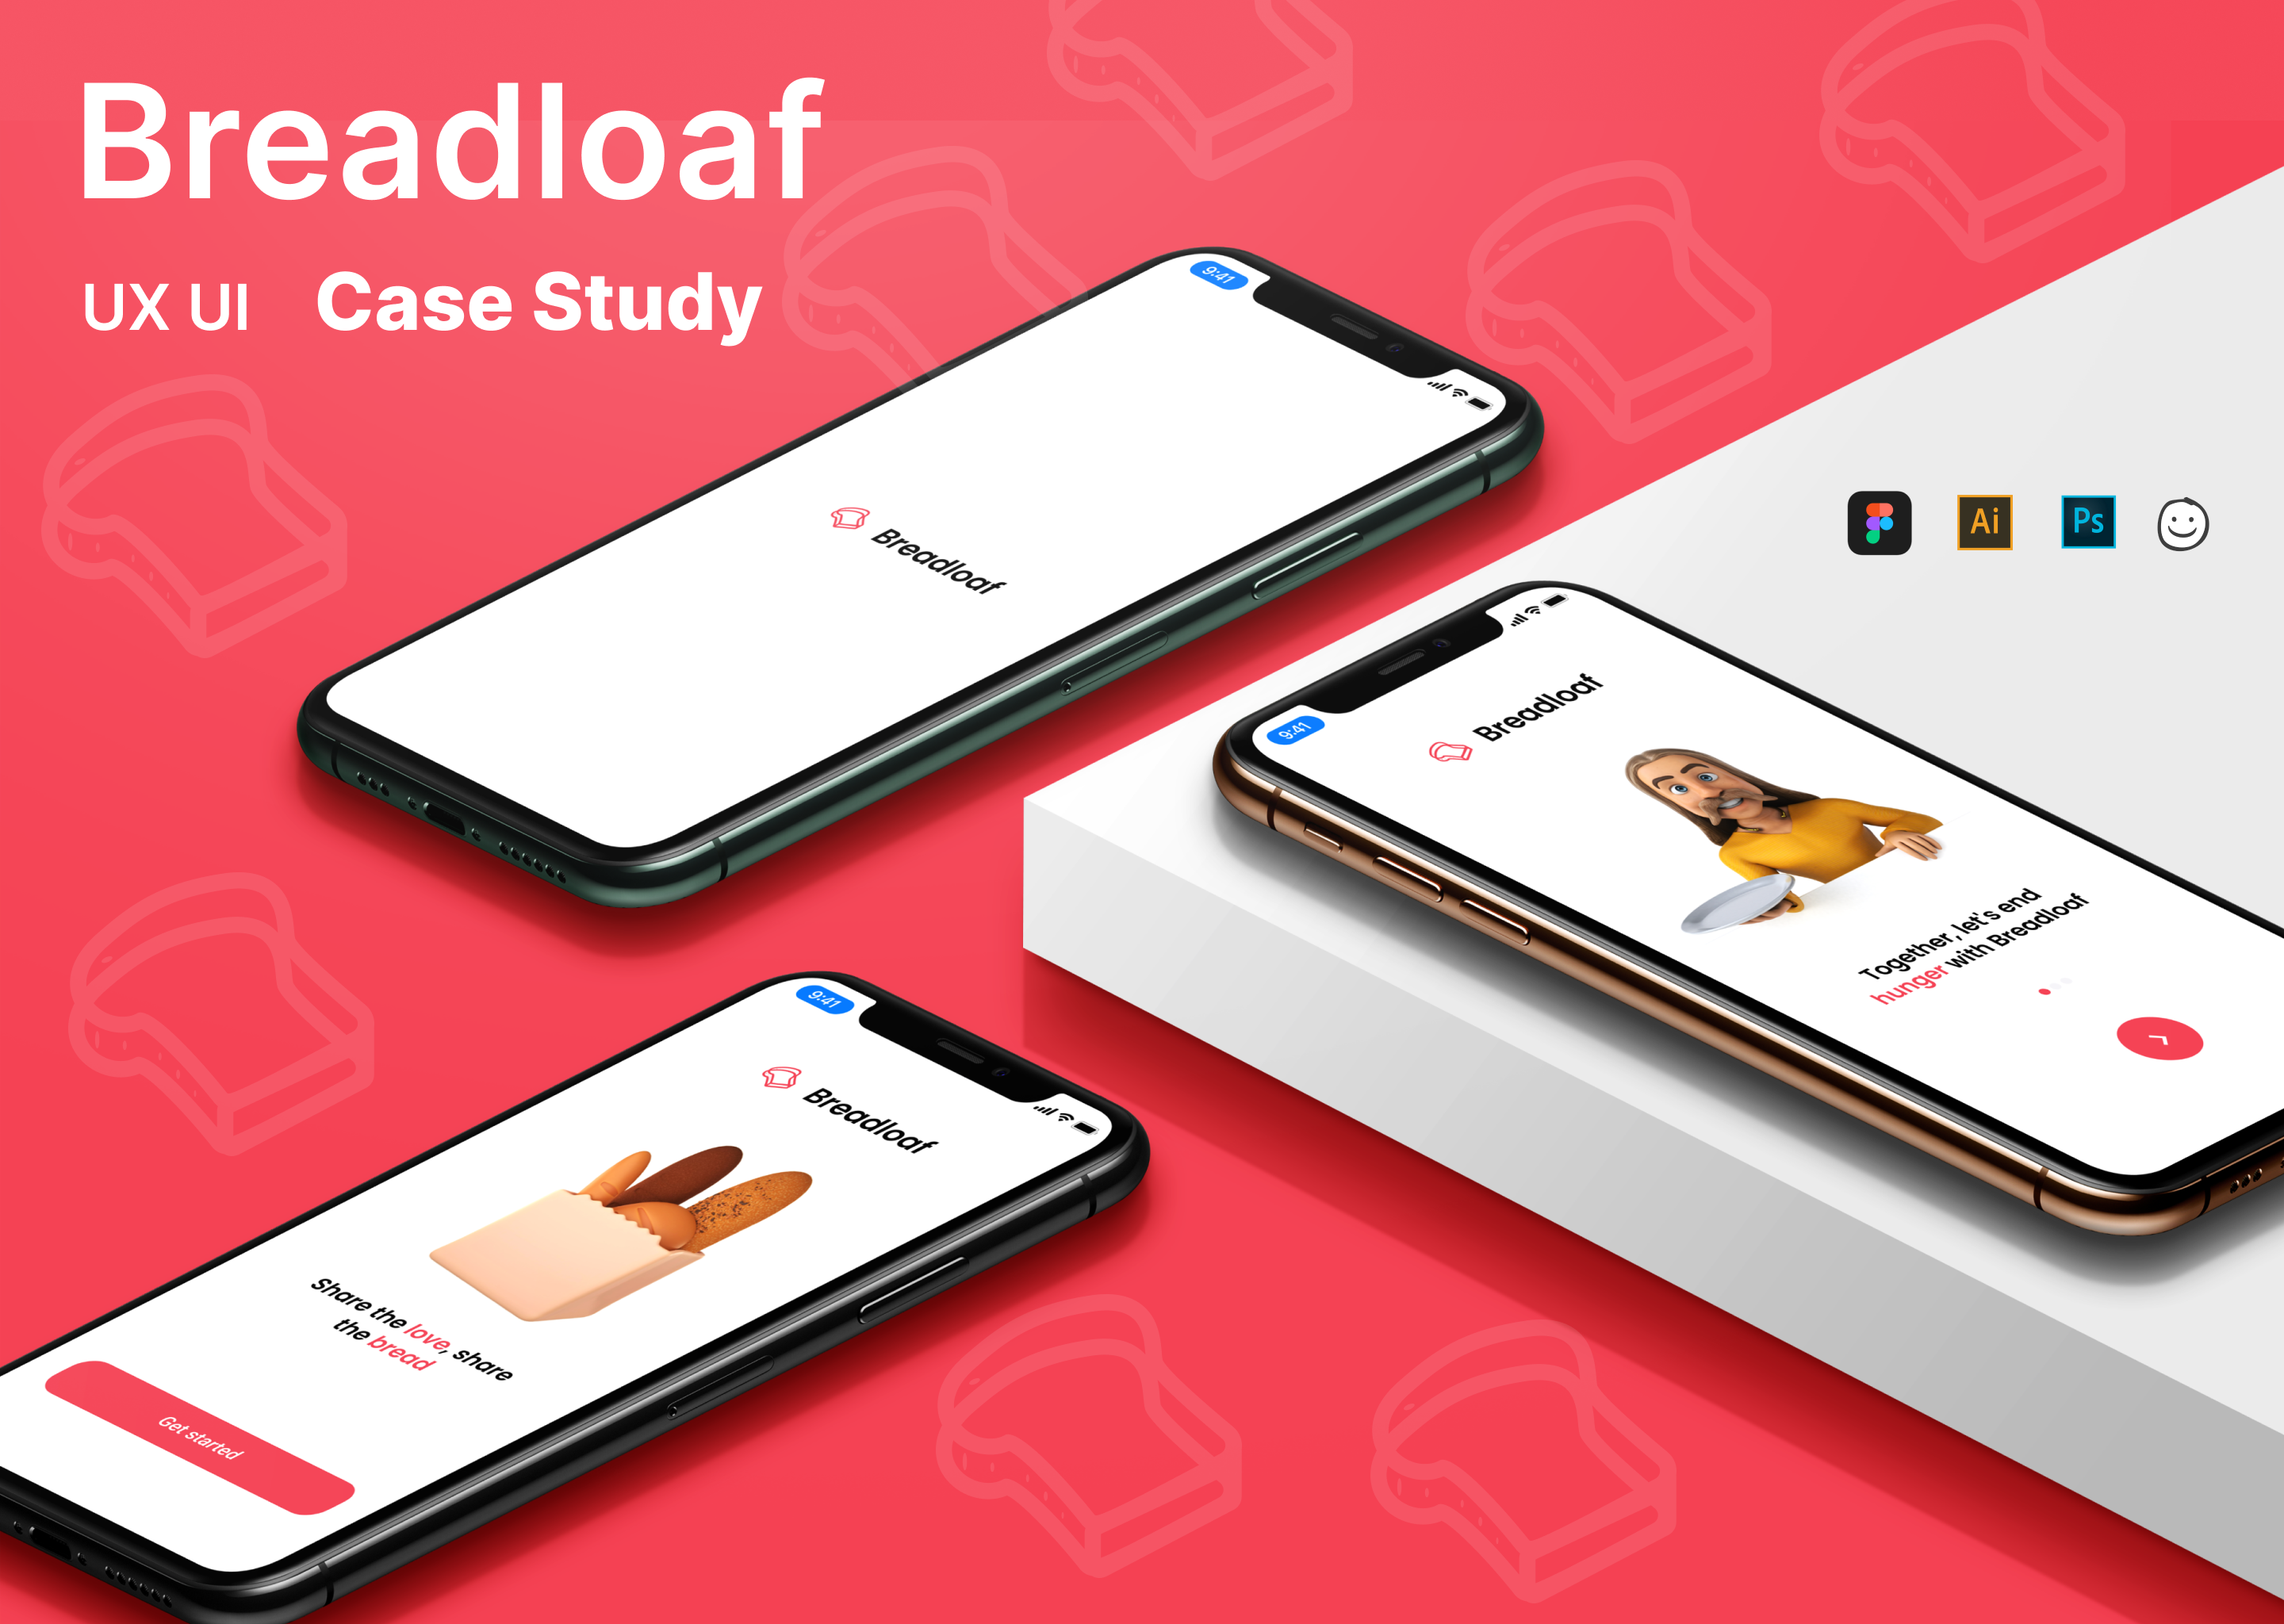 Breadloaf
UX UI Case Study
9:41
Breadloaf
Ai
Ps
9:41
Breadloaf
Together, let's end
hunger with Breadloaf
9:41
Breadloaf
Share the love, share
the bread
Get started